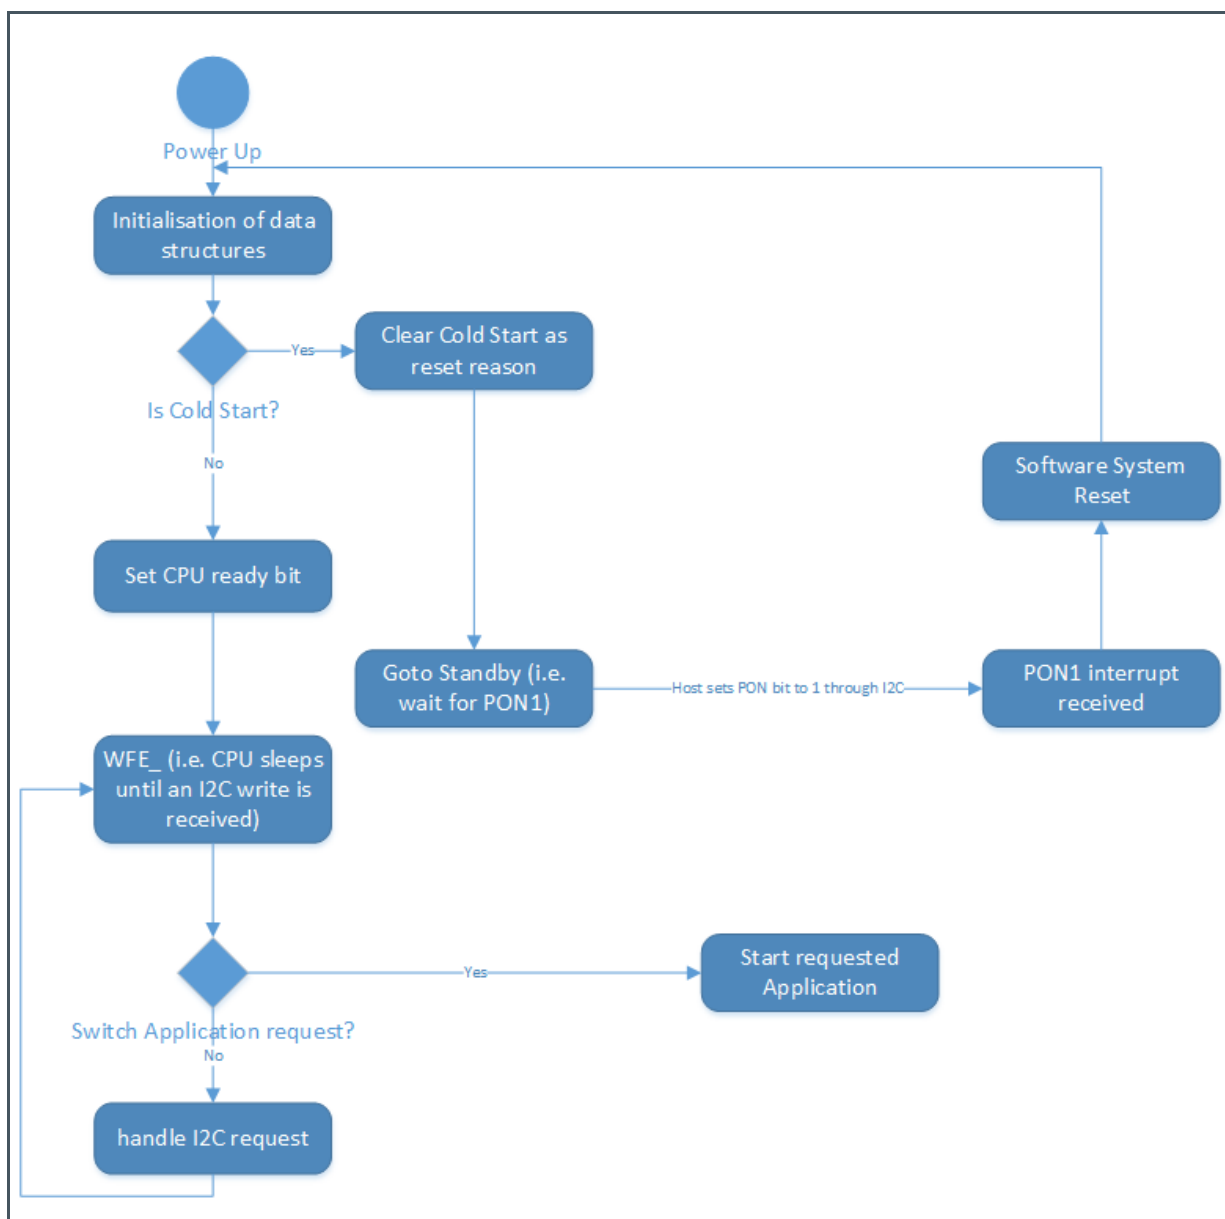 Power Up
Initialisation of data
structures
Is Cold Start?
Yes
Clear Cold Start as
reset reason
No
Software System
Reset
Set CPU ready bit
Goto Standby (i.e.
wait for PON1)
Host sets PON bit to 1 through I2C
PON1 interrupt
received
WFE_ (i.e. CPU sleeps
until an I2C write is
received)
Switch Application request?
Yes
Start requested
Application
No
handle I2C request